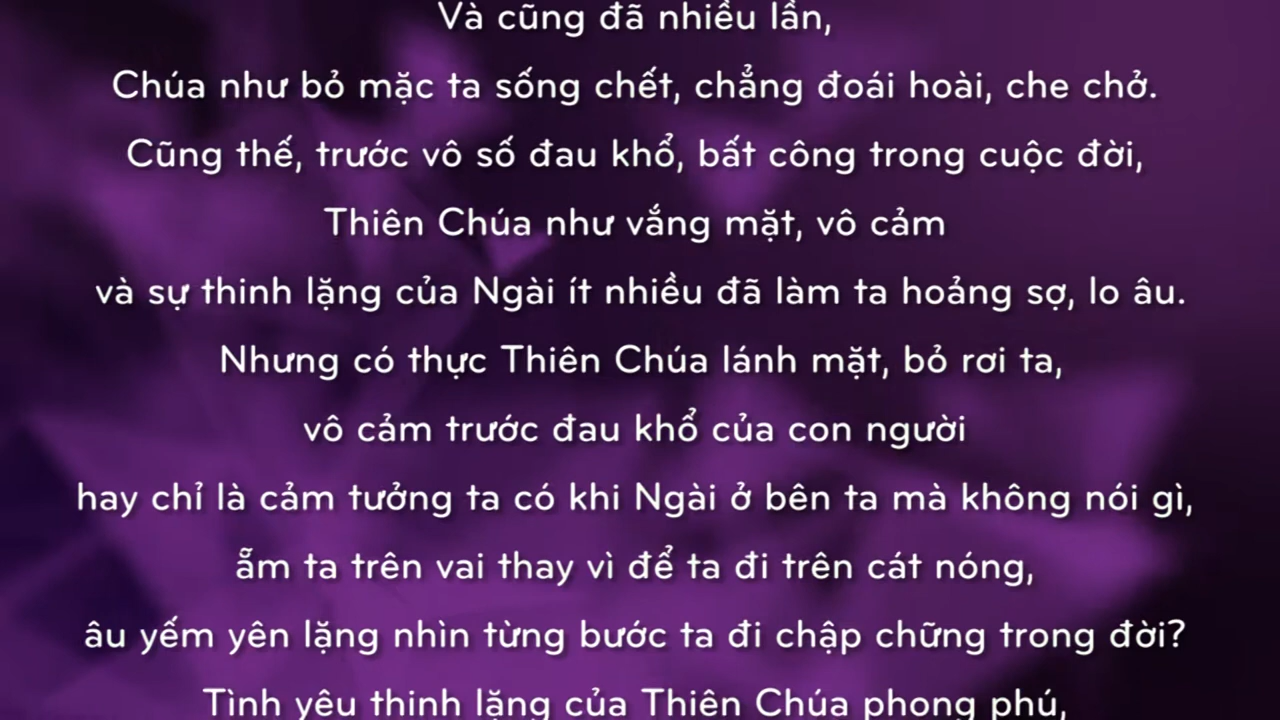 Và cũng đã nhiều lần,
Chúa như bỏ mặc ta sống chết, chẳng đoái hoài, che chở.
Cũng thế, trước vô số đau khổ, bất công trong cuộc đời,
Thiên Chúa như vắng mặt, vô cảm
và sự thinh lặng của Ngài ít nhiều đã làm ta hoảng sợ, lo âu.
Nhưng có thực Thiên Chúa lánh mặt, bỏ rơi ta,
vô cảm trước đau khổ của con người
hay chỉ là cảm tưởng ta có khi Ngài ở bên ta mà không nói gì,
ẵm ta trên vai thay vì để ta đi trên cát nóng,
âu yếm yên lặng nhìn từng bước ta đi chập chững trong đời?
Tình yêu thinh lặng của Thiên Chúa phong phú,